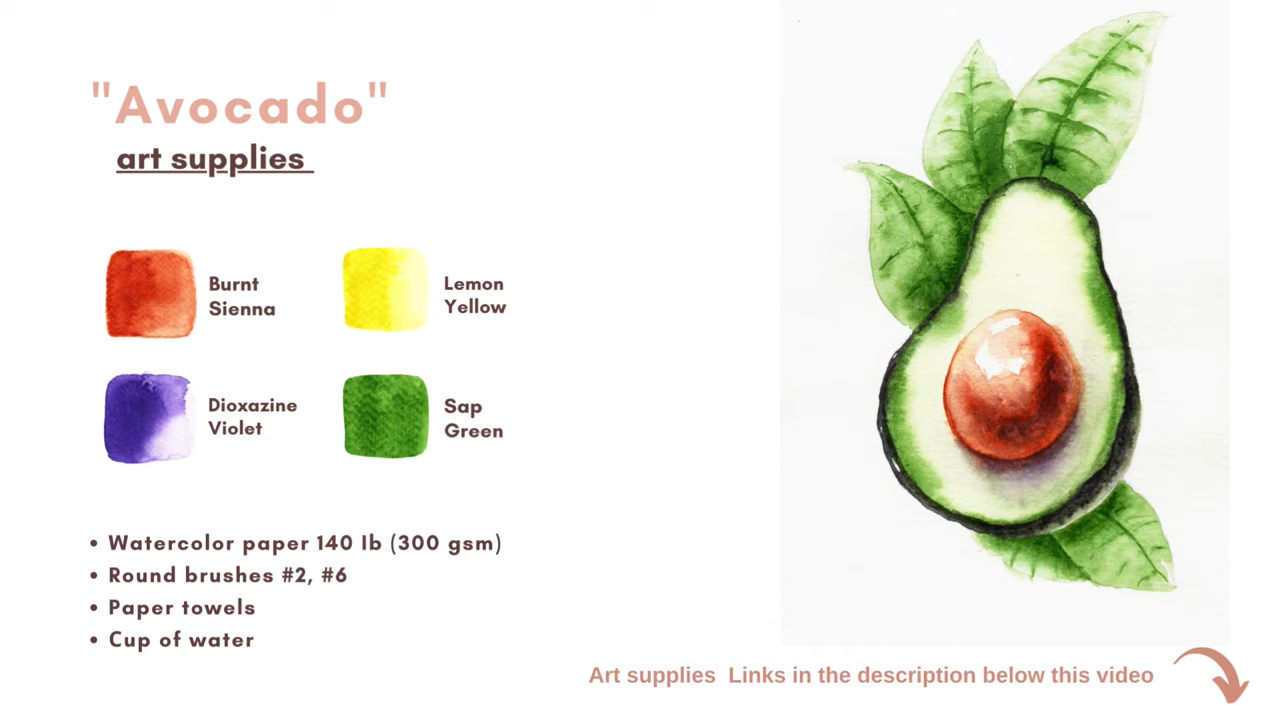 "Avocado"
art supplies
Burnt
Sienna
Lemon
Yellow
Dioxazine
Violet
Sap
Green
• Watercolor paper 140 lb (300 gsm)
• Round brushes #2, #6
• Paper towels
• Cup of water
Art supplies  Links in the description below this video